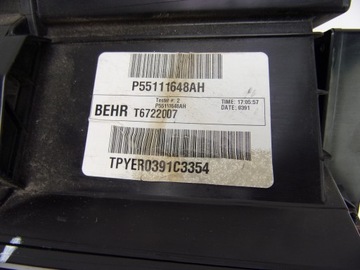 P55111648AH
Tester #: 2
P55111648AH
TIME: 17:05:57
DATE: 0391
BEHR T6722007
TPYER0391C3354